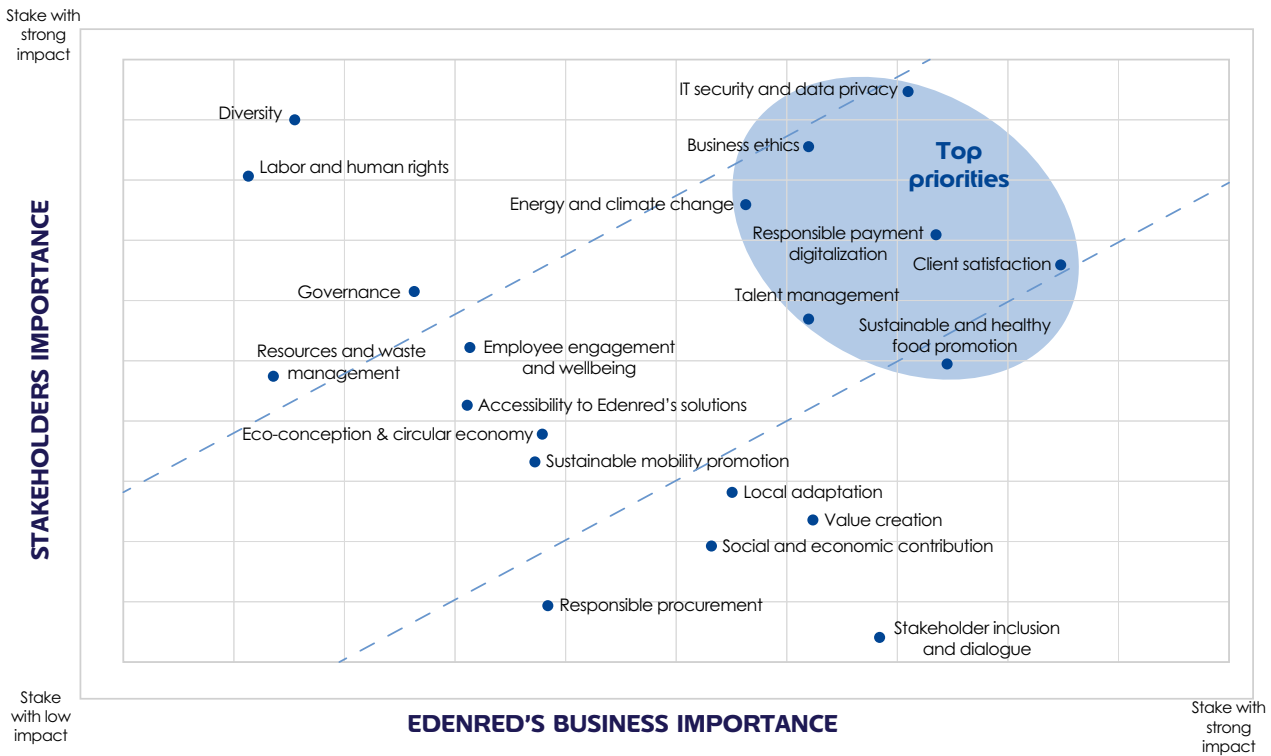 Stake with
strong
impact
IT security and data privacy
Diversity
Business ethics
Top
priorities
Labor and human rights
Energy and climate change
Responsible payment
digitalization
Client satisfaction
Governance
Talent management
Sustainable and healthy
food promotion
Employee engagement
and wellbeing
Resources and waste
management
Accessibility to Edenred’s solutions
Eco-conception & circular economy
Sustainable mobility promotion
Local adaptation
Value creation
Social and economic contribution
Responsible procurement
Stakeholder inclusion
and dialogue
STAKEHOLDERS IMPORTANCE
Stake
with low
impact
EDENRED’S BUSINESS IMPORTANCE
Stake with
strong
impact